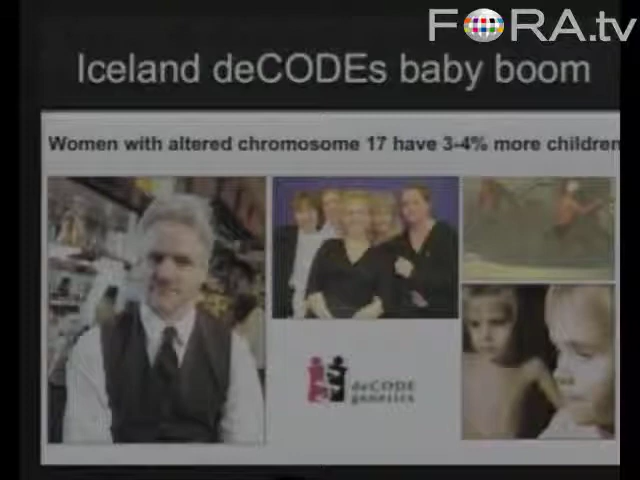 FORA.tv
Iceland deCODEs baby boom
Women with altered chromosome 17 have 3-4% more children
deCODE
genetics